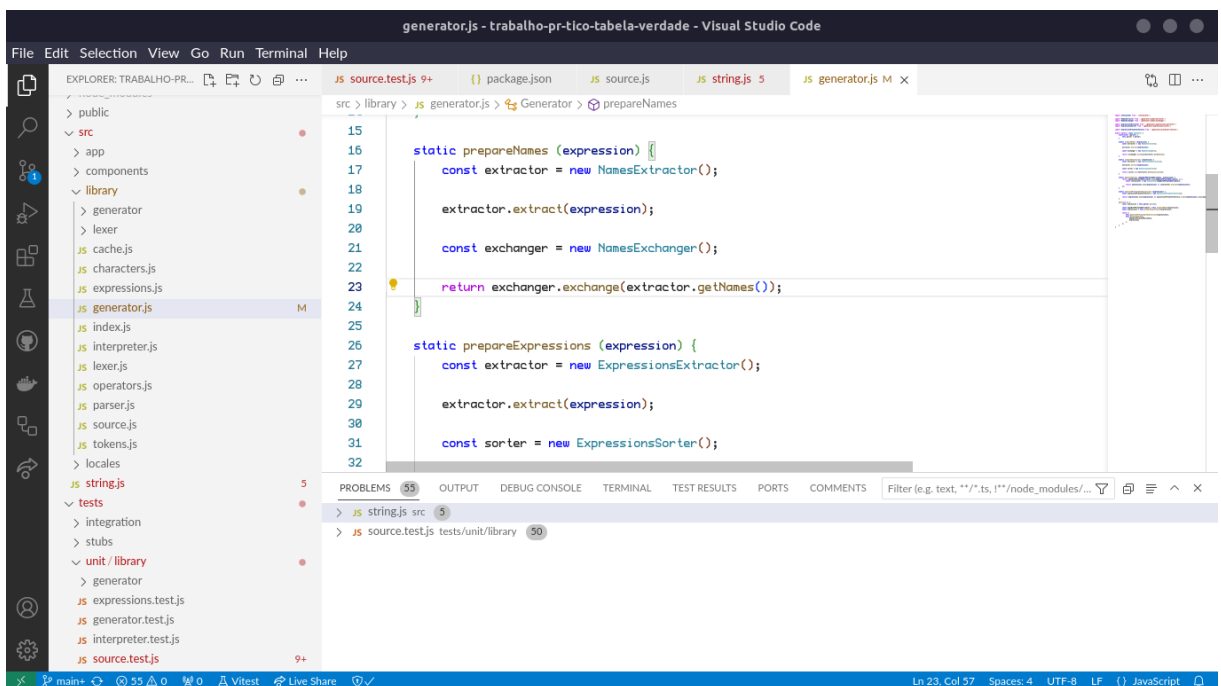 generator.js - trabalho-pr-tico-tabela-verdade - Visual Studio Code
File Edit Selection View Go Run Terminal Help
EXPLORER: TRABALHO-PR...
node_modules
public
src
app
components
library
generator
lexer
JS cache.js
JS characters.js
JS expressions.js
JS generator.js M
JS index.js
JS interpreter.js
JS lexer.js
JS operators.js
JS parser.js
JS source.js
JS tokens.js
locales
JS string.js 5
tests
integration
stubs
unit / library
generator
JS expressions.test.js
JS generator.test.js
JS interpreter.test.js
JS source.test.js 9+
1
JS source.test.js 9+ {} package.json JS source.js JS string.js 5 JS generator.js M
src > library > JS generator.js > Generator > prepareNames
15
16 static prepareNames (expression) {
17 const extractor = new NamesExtractor();
18
19 extractor.extract(expression);
20
21 const exchanger = new NamesExchanger();
22
23 return exchanger.exchange(extractor.getNames());
24 }
25
26 static prepareExpressions (expression) {
27 const extractor = new ExpressionsExtractor();
28
29 extractor.extract(expression);
30
31 const sorter = new ExpressionsSorter();
32
PROBLEMS 55 OUTPUT DEBUG CONSOLE TERMINAL TEST RESULTS PORTS COMMENTS Filter (e.g. text, **/*.ts, !**/node_modules/...
JS string.js src 5
JS source.test.js tests/unit/library 50
main+ 55 0 0 Vitest Live Share Ln 23, Col 57 Spaces: 4 UTF-8 LF {} JavaScript